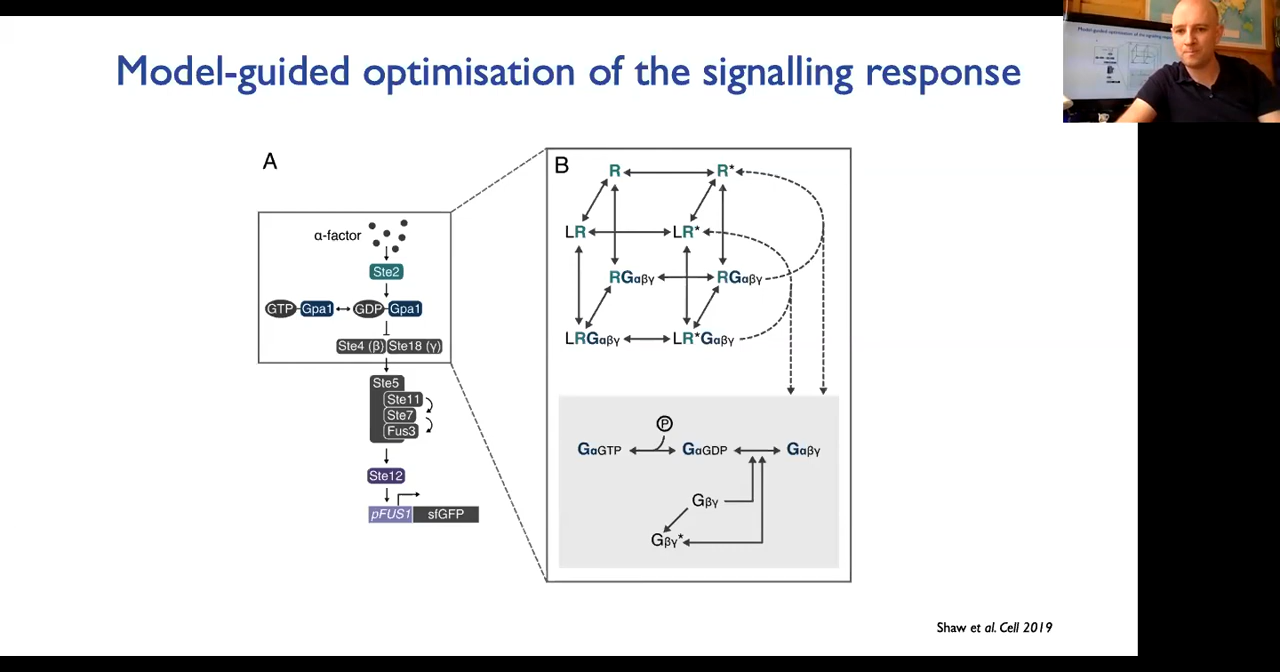 Model-guided optimisation of the signalling response
A
α-factor
Ste2
GTP Gpa1 GDP Gpa1
Ste4 (β) Ste18 (γ)
Ste5
Ste11
Ste7
Fus3
Ste12
pFUS1 sfGFP
B
R R*
LR LR*
RGαβγ RGαβγ
LRGαβγ LR*Gαβγ
P
GαGTP GαGDP Gαβγ
Gβγ
Gβγ*
Shaw et al. Cell 2019